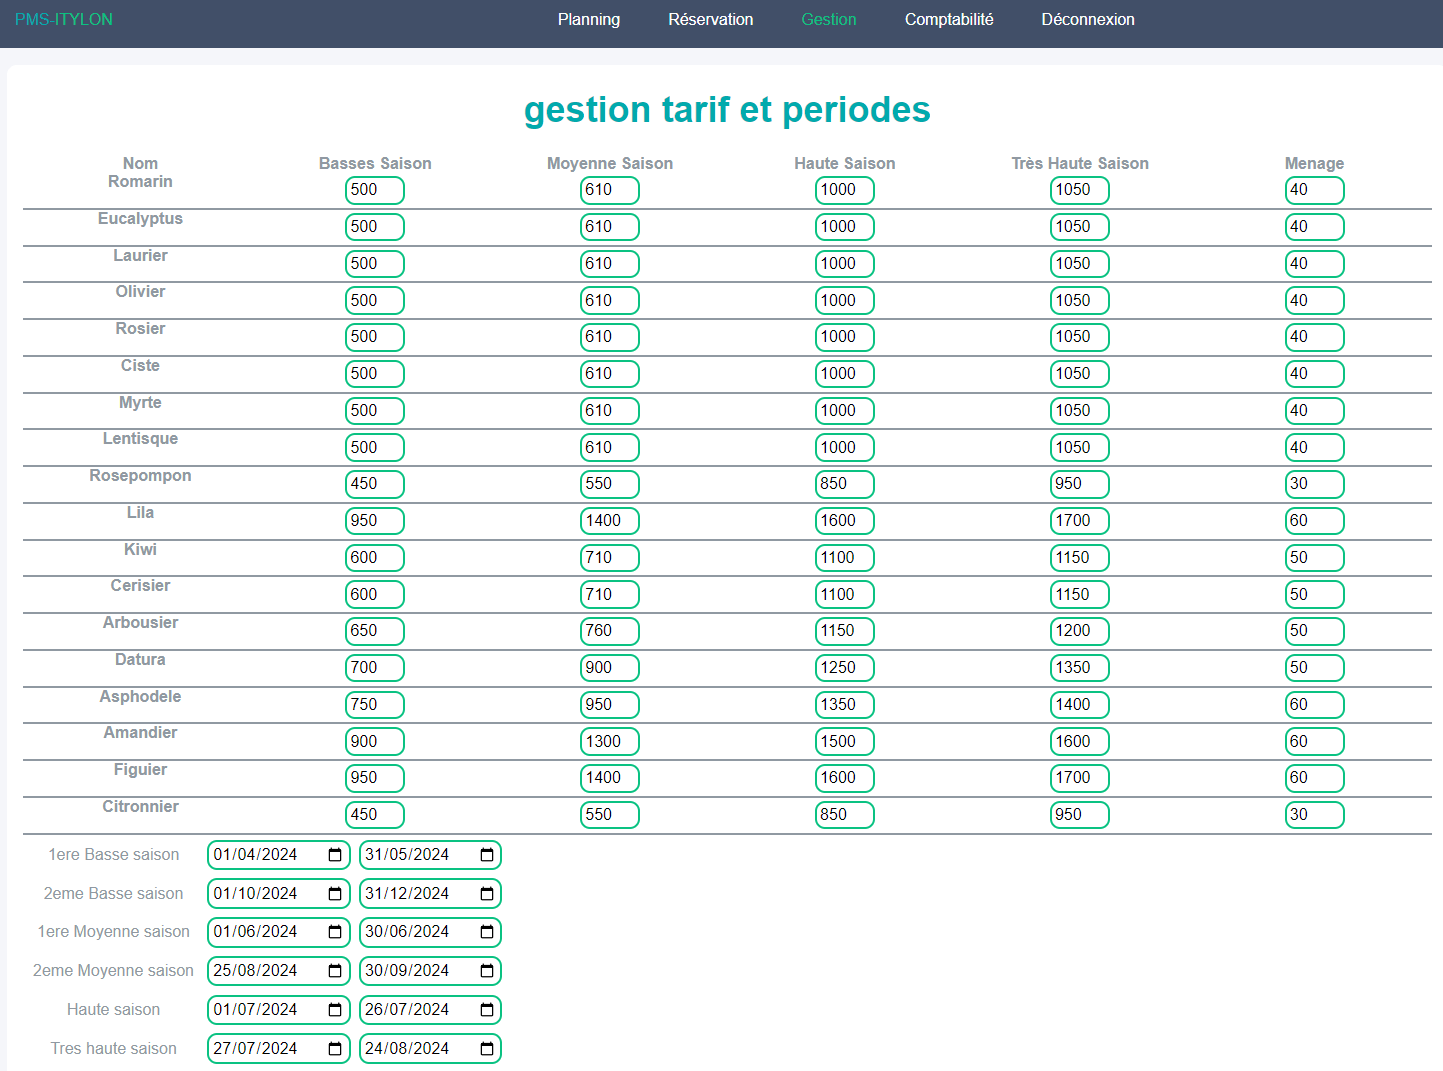 PMS-ITYLON Planning Réservation Gestion Comptabilité Déconnexion
gestion tarif et periodes
Nom Basses Saison Moyenne Saison Haute Saison Très Haute Saison Menage
Romarin 500 610 1000 1050 40
Eucalyptus 500 610 1000 1050 40
Laurier 500 610 1000 1050 40
Olivier 500 610 1000 1050 40
Rosier 500 610 1000 1050 40
Ciste 500 610 1000 1050 40
Myrte 500 610 1000 1050 40
Lentisque 500 610 1000 1050 40
Rosepompon 450 550 850 950 30
Lila 950 1400 1600 1700 60
Kiwi 600 710 1100 1150 50
Cerisier 600 710 1100 1150 50
Arbousier 650 760 1150 1200 50
Datura 700 900 1250 1350 50
Asphodele 750 950 1350 1400 60
Amandier 900 1300 1500 1600 60
Figuier 950 1400 1600 1700 60
Citronnier 450 550 850 950 30
1ere Basse saison 01/04/2024 31/05/2024
2eme Basse saison 01/10/2024 31/12/2024
1ere Moyenne saison 01/06/2024 30/06/2024
2eme Moyenne saison 25/08/2024 30/09/2024
Haute saison 01/07/2024 26/07/2024
Tres haute saison 27/07/2024 24/08/2024